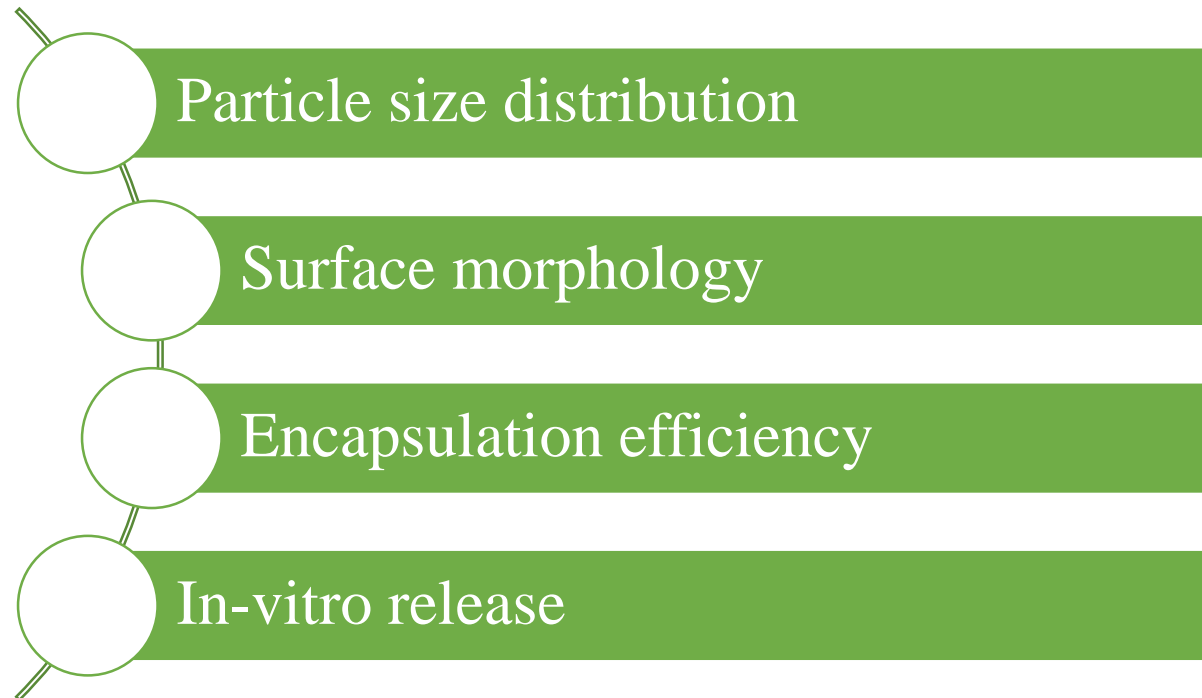 Particle size distribution
Surface morphology
Encapsulation efficiency
In-vitro release